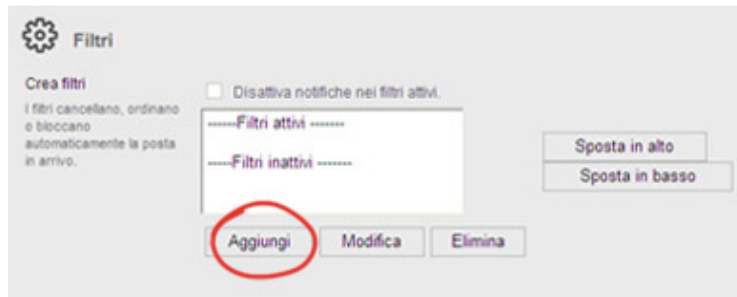 Filtri
Crea filtri
I filtri cancellano, ordinano
o bloccano
automaticamente la posta
in arrivo.
Disattiva notifiche nei filtri attivi.
------Filtri attivi -------
-----Filtri inattivi -------
Sposta in alto
Sposta in basso
Aggiungi
Modifica
Elimina